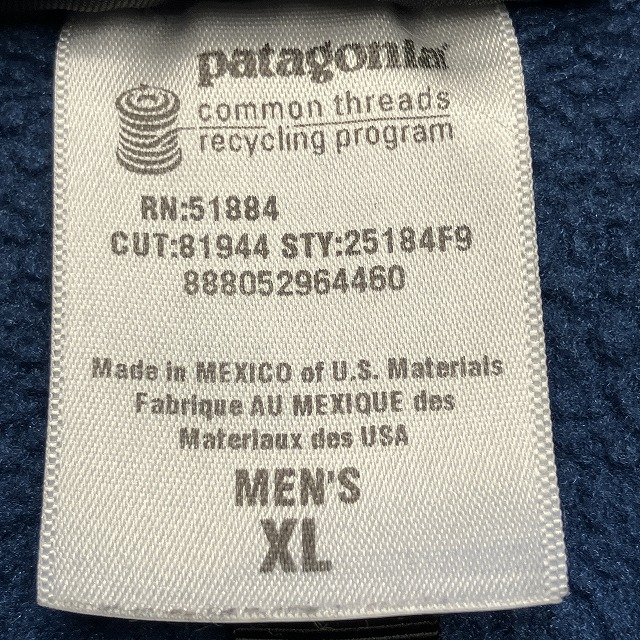 patagonia
common threads
recycling program
RN:51884
CUT:81944 STY:25184F9
888052964460
Made in MEXICO of U.S. Materials
Fabrique AU MEXIQUE des
Materiaux des USA
MEN'S
XL